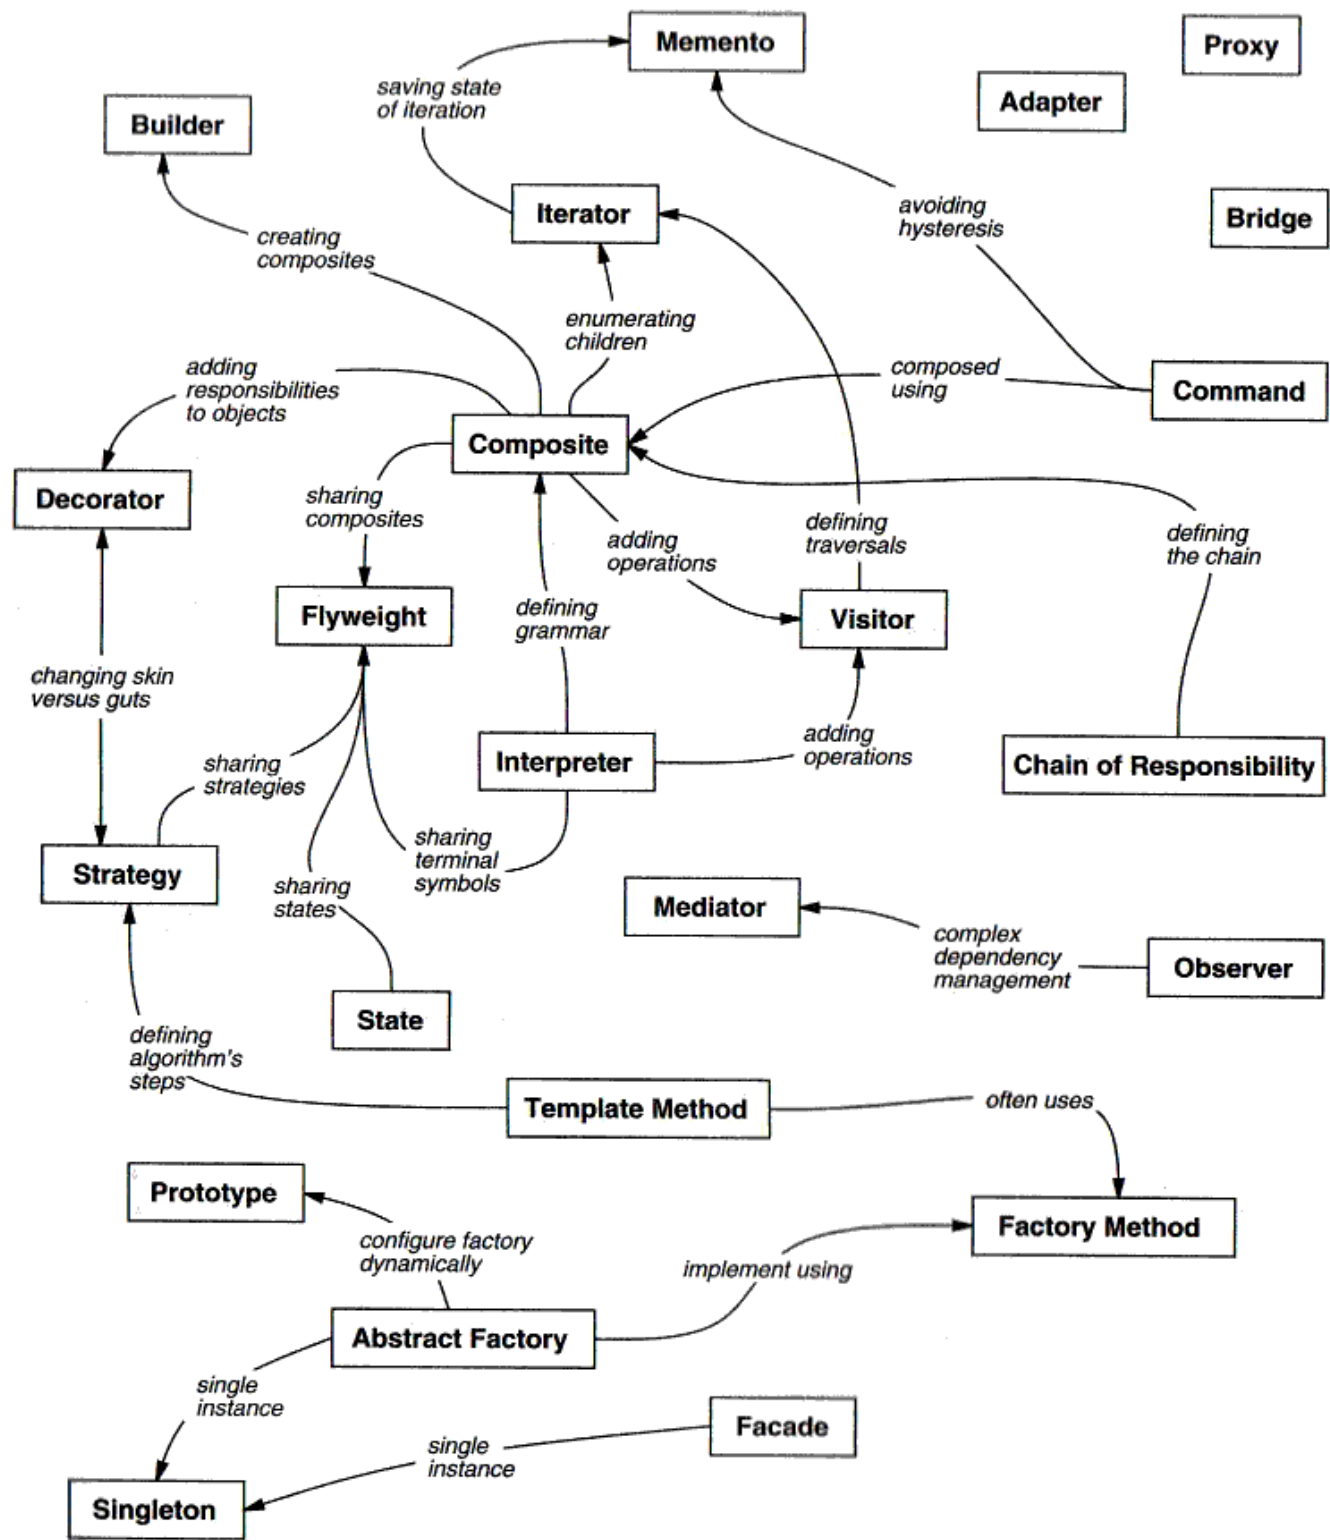 Memento
Proxy
saving state
of iteration
Adapter
Builder
Iterator
avoiding
hysteresis
Bridge
creating
composites
enumerating
children
adding
responsibilities
to objects
composed
using
Command
Composite
Decorator
sharing
composites
adding
operations
defining
traversals
defining
the chain
Flyweight
defining
grammar
Visitor
changing skin
versus guts
sharing
strategies
Interpreter
adding
operations
Chain of Responsibility
Strategy
sharing
terminal
symbols
sharing
states
Mediator
complex
dependency
management
Observer
State
defining
algorithm's
steps
Template Method
often uses
Prototype
Factory Method
configure factory
dynamically
implement using
Abstract Factory
single
instance
Facade
single
instance
Singleton